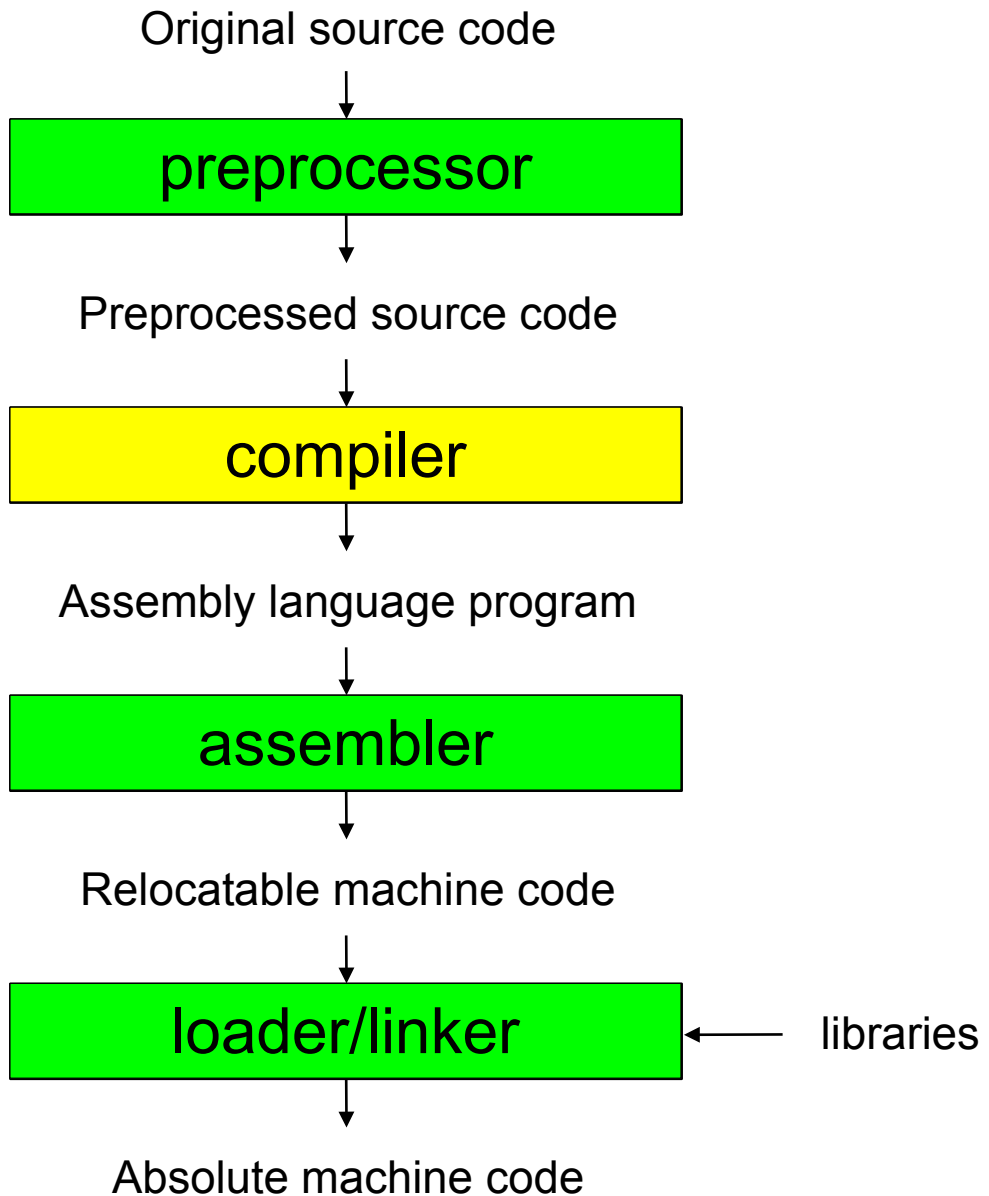 Original source code
preprocessor
Preprocessed source code
compiler
Assembly language program
assembler
Relocatable machine code
loader/linker
libraries
Absolute machine code